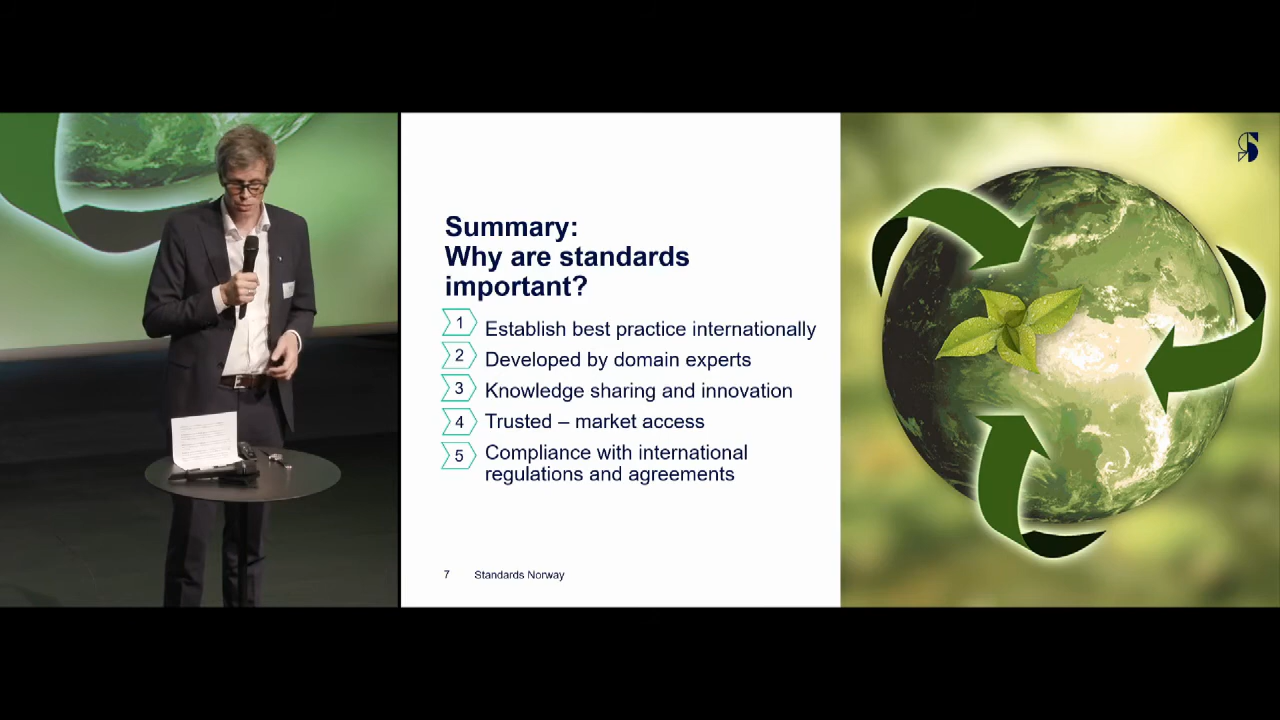 Summary:
Why are standards
important?
1 Establish best practice internationally
2 Developed by domain experts
3 Knowledge sharing and innovation
4 Trusted – market access
5 Compliance with international
regulations and agreements
7 Standards Norway